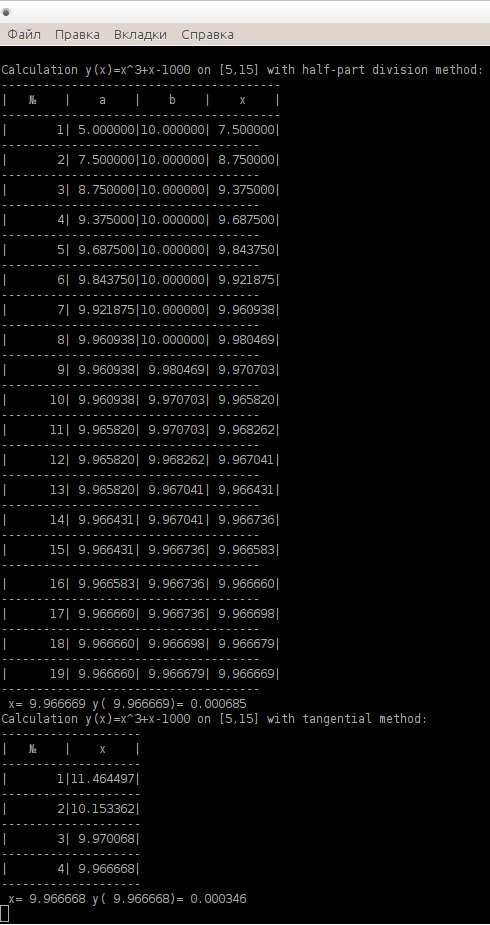 Файл Правка Вкладки Справка
Calculation y(x)=x^3+x-1000 on [5,15] with half-part division method:
----------------------------------------
|   №    |    a    |    b    |    x    |
----------------------------------------
|       1| 5.000000|10.000000| 7.500000|
-------------------------------------
|       2| 7.500000|10.000000| 8.750000|
-------------------------------------
|       3| 8.750000|10.000000| 9.375000|
-------------------------------------
|       4| 9.375000|10.000000| 9.687500|
-------------------------------------
|       5| 9.687500|10.000000| 9.843750|
-------------------------------------
|       6| 9.843750|10.000000| 9.921875|
-------------------------------------
|       7| 9.921875|10.000000| 9.960938|
-------------------------------------
|       8| 9.960938|10.000000| 9.980469|
-------------------------------------
|       9| 9.960938| 9.980469| 9.970703|
-------------------------------------
|      10| 9.960938| 9.970703| 9.965820|
-------------------------------------
|      11| 9.965820| 9.970703| 9.968262|
-------------------------------------
|      12| 9.965820| 9.968262| 9.967041|
-------------------------------------
|      13| 9.965820| 9.967041| 9.966431|
-------------------------------------
|      14| 9.966431| 9.967041| 9.966736|
-------------------------------------
|      15| 9.966431| 9.966736| 9.966583|
-------------------------------------
|      16| 9.966583| 9.966736| 9.966660|
-------------------------------------
|      17| 9.966660| 9.966736| 9.966698|
-------------------------------------
|      18| 9.966660| 9.966698| 9.966679|
-------------------------------------
|      19| 9.966660| 9.966679| 9.966669|
-------------------------------------
 x= 9.966669 y( 9.966669)= 0.000685
Calculation y(x)=x^3+x-1000 on [5,15] with tangential method:
--------------------
|   №    |    x    |
--------------------
|       1|11.464497|
--------------------
|       2|10.153362|
--------------------
|       3| 9.970068|
--------------------
|       4| 9.966668|
--------------------
 x= 9.966668 y( 9.966668)= 0.000346